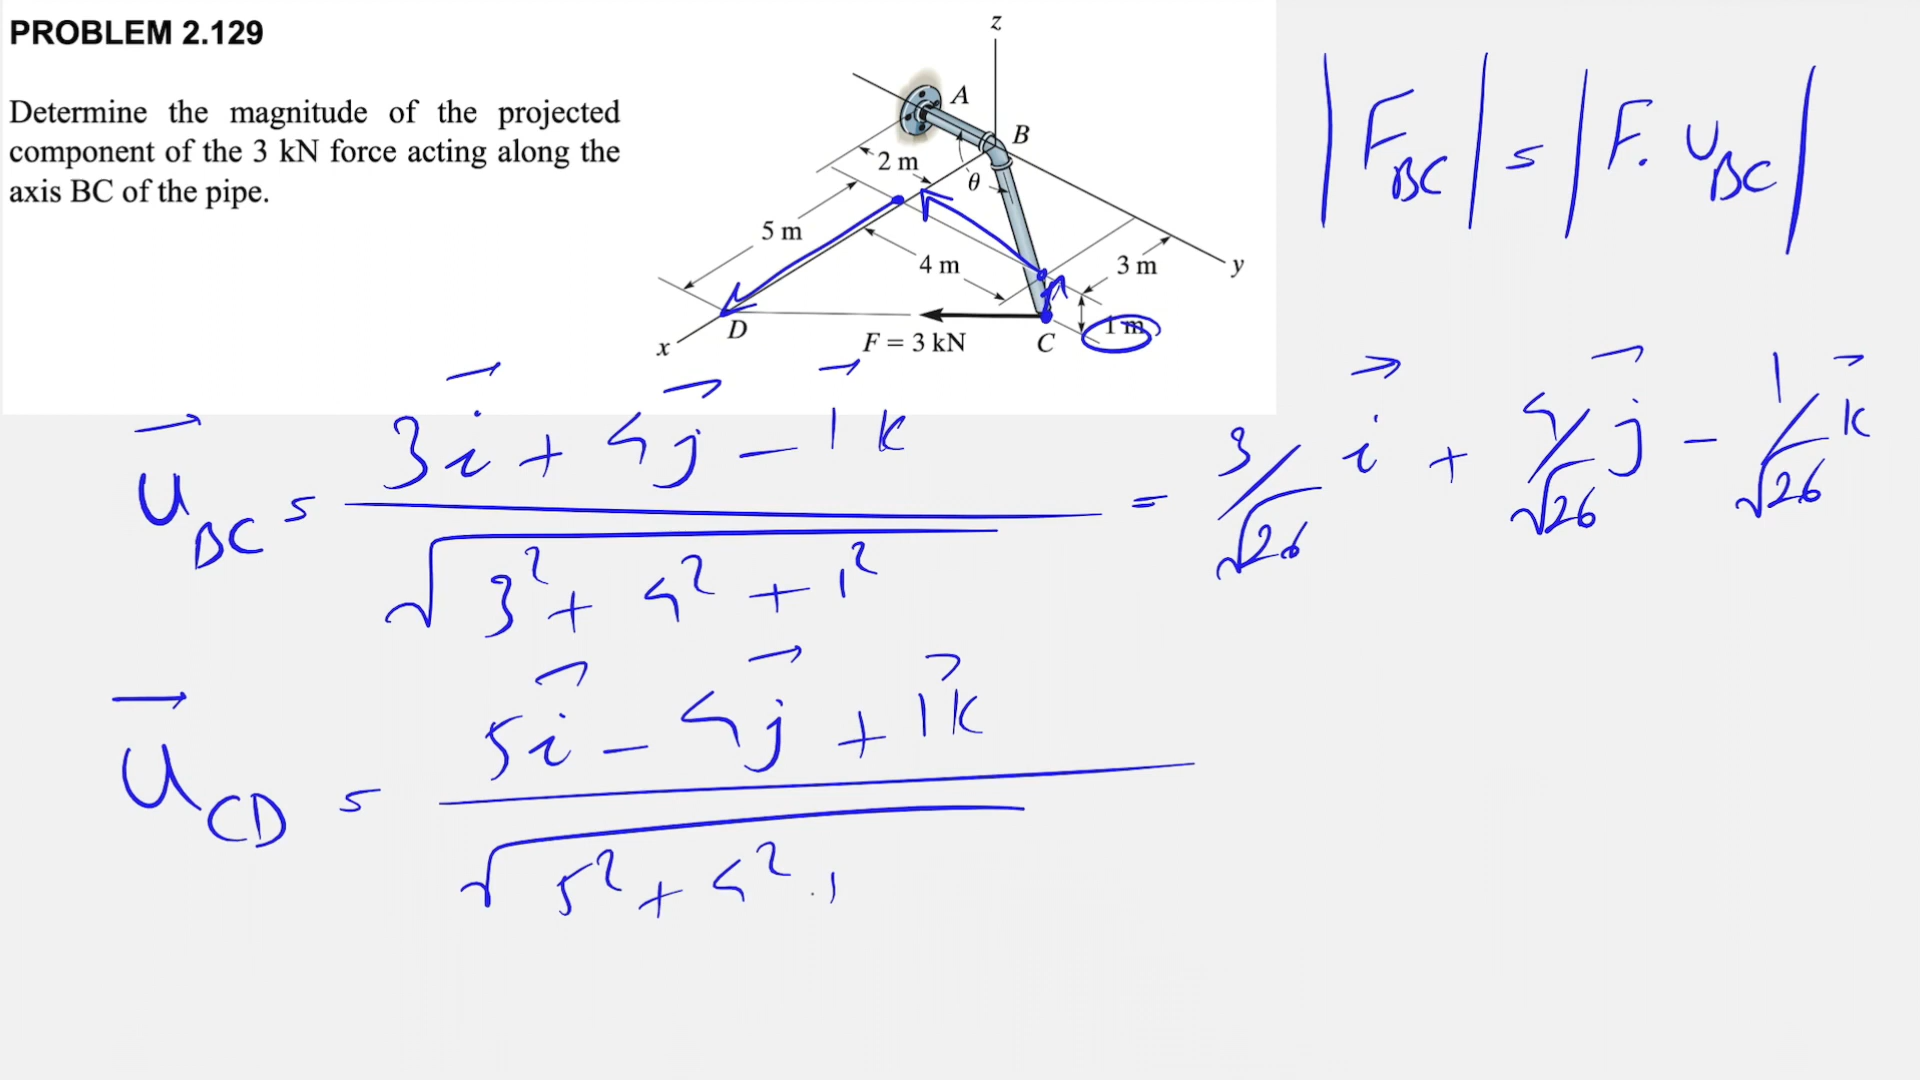 PROBLEM 2.129
Determine the magnitude of the projected
component of the 3 kN force acting along the
axis BC of the pipe.
z
A
B
2 m
θ
5 m
4 m
3 m
y
1 m
D
F = 3 kN
C
x
|F_BC| = |F. u_BC|
u_BC = (3i + 4j - 1k) / √(3² + 4² + 1²) = 3/√26 i + 4/√26 j - 1/√26 k
u_CD = (5i - 4j + 1k) / √(5² + 4²